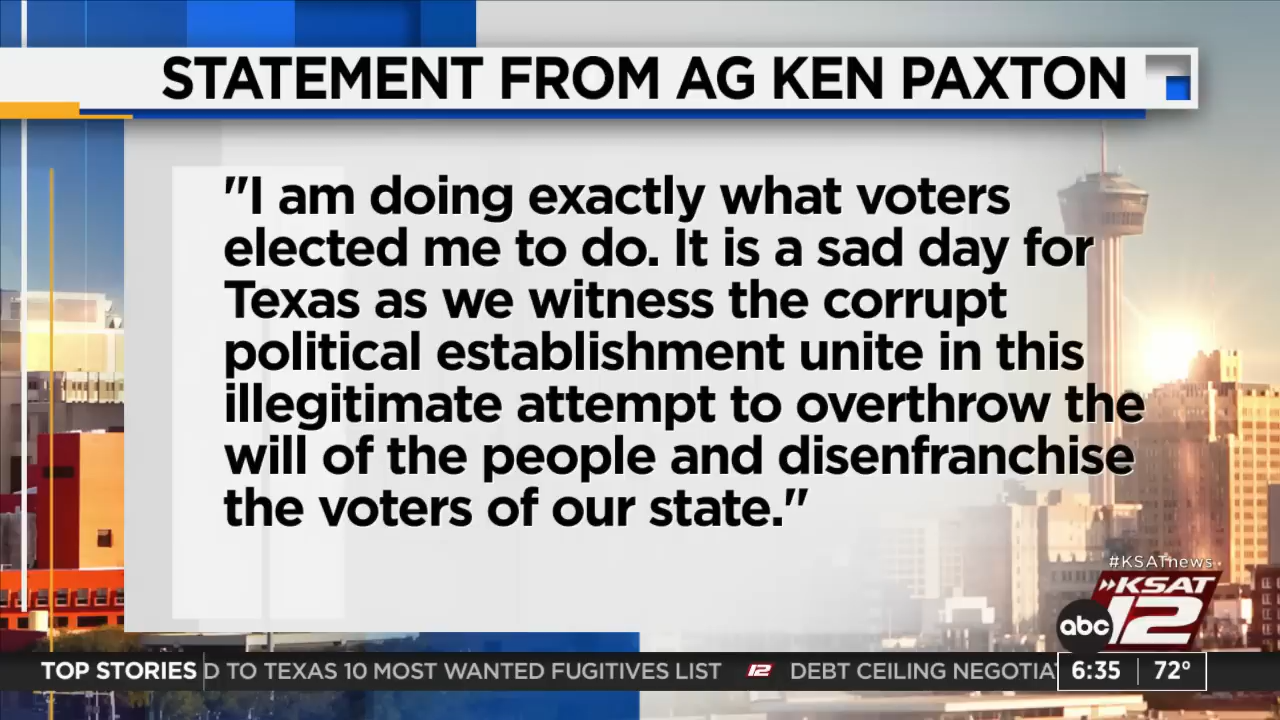 STATEMENT FROM AG KEN PAXTON
"I am doing exactly what voters
elected me to do. It is a sad day for
Texas as we witness the corrupt
political establishment unite in this
illegitimate attempt to overthrow the
will of the people and disenfranchise
the voters of our state."
#KSATnews
KSAT
abc 12
TOP STORIES D TO TEXAS 10 MOST WANTED FUGITIVES LIST 12 DEBT CEILING NEGOTIA 6:35 72°